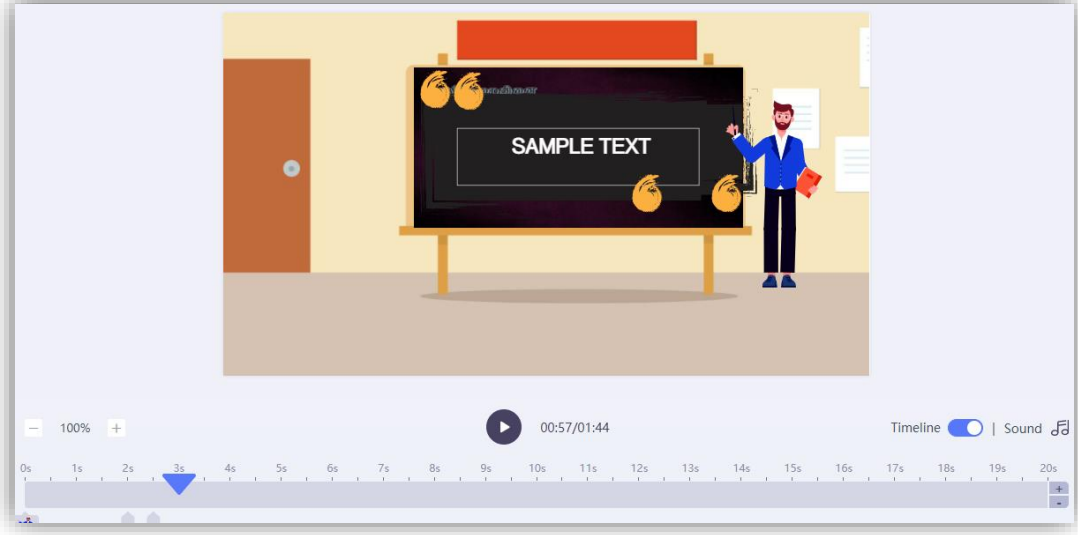 SAMPLE TEXT
− 100% +
00:57/01:44
Timeline | Sound
0s 1s 2s 3s 4s 5s 6s 7s 8s 9s 10s 11s 12s 13s 14s 15s 16s 17s 18s 19s 20s
+
-